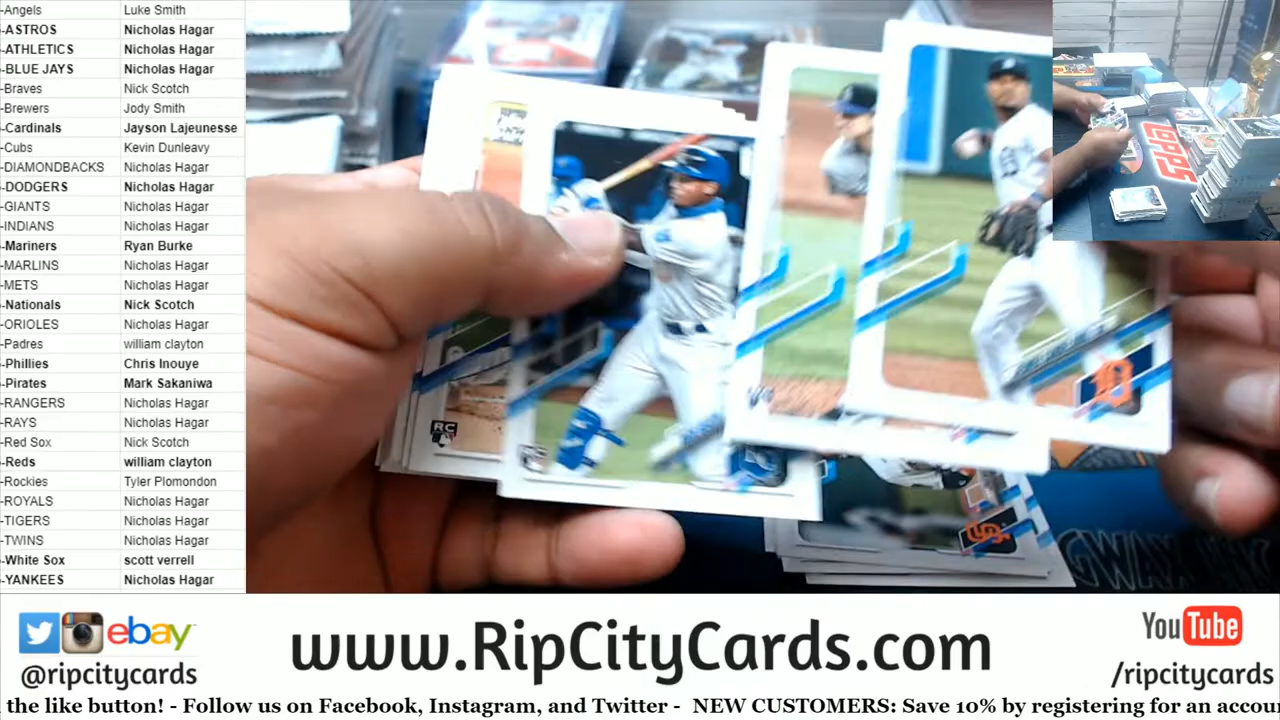 -Angels Luke Smith
-ASTROS Nicholas Hagar
-ATHLETICS Nicholas Hagar
-BLUE JAYS Nicholas Hagar
-Braves Nick Scotch
-Brewers Jody Smith
-Cardinals Jayson Lajeunesse
-Cubs Kevin Dunleavy
-DIAMONDBACKS Nicholas Hagar
-DODGERS Nicholas Hagar
-GIANTS Nicholas Hagar
-INDIANS Nicholas Hagar
-Mariners Ryan Burke
-MARLINS Nicholas Hagar
-METS Nicholas Hagar
-Nationals Nick Scotch
-ORIOLES Nicholas Hagar
-Padres william clayton
-Phillies Chris Inouye
-Pirates Mark Sakaniwa
-RANGERS Nicholas Hagar
-RAYS Nicholas Hagar
-Red Sox Nick Scotch
-Reds william clayton
-Rockies Tyler Plomondon
-ROYALS Nicholas Hagar
-TIGERS Nicholas Hagar
-TWINS Nicholas Hagar
-White Sox scott verrell
-YANKEES Nicholas Hagar
TOPPS
RC
ebay
@ripcitycards
www.RipCityCards.com
YouTube
/ripcitycards
the like button! - Follow us on Facebook, Instagram, and Twitter - NEW CUSTOMERS: Save 10% by registering for an accou